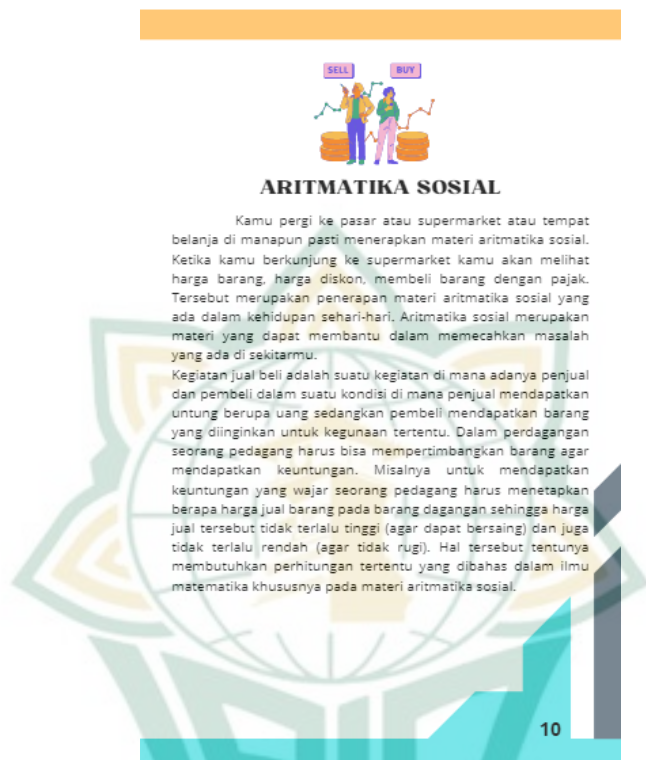 SELL
BUY
ARITMATIKA SOSIAL
Kamu pergi ke pasar atau supermarket atau tempat
belanja di manapun pasti menerapkan materi aritmatika sosial.
Ketika kamu berkunjung ke supermarket kamu akan melihat
harga barang, harga diskon, membeli barang dengan pajak.
Tersebut merupakan penerapan materi aritmatika sosial yang
ada dalam kehidupan sehari-hari. Aritmatika sosial merupakan
materi yang dapat membantu dalam memecahkan masalah
yang ada di sekitarmu.
Kegiatan jual beli adalah suatu kegiatan di mana adanya penjual
dan pembeli dalam suatu kondisi di mana penjual mendapatkan
untung berupa uang sedangkan pembeli mendapatkan barang
yang diinginkan untuk kegunaan tertentu. Dalam perdagangan
seorang pedagang harus bisa mempertimbangkan barang agar
mendapatkan keuntungan. Misalnya untuk mendapatkan
keuntungan yang wajar seorang pedagang harus menetapkan
berapa harga jual barang pada barang dagangan sehingga harga
jual tersebut tidak terlalu tinggi (agar dapat bersaing) dan juga
tidak terlalu rendah (agar tidak rugi). Hal tersebut tentunya
membutuhkan perhitungan tertentu yang dibahas dalam ilmu
matematika khususnya pada materi aritmatika sosial.
10